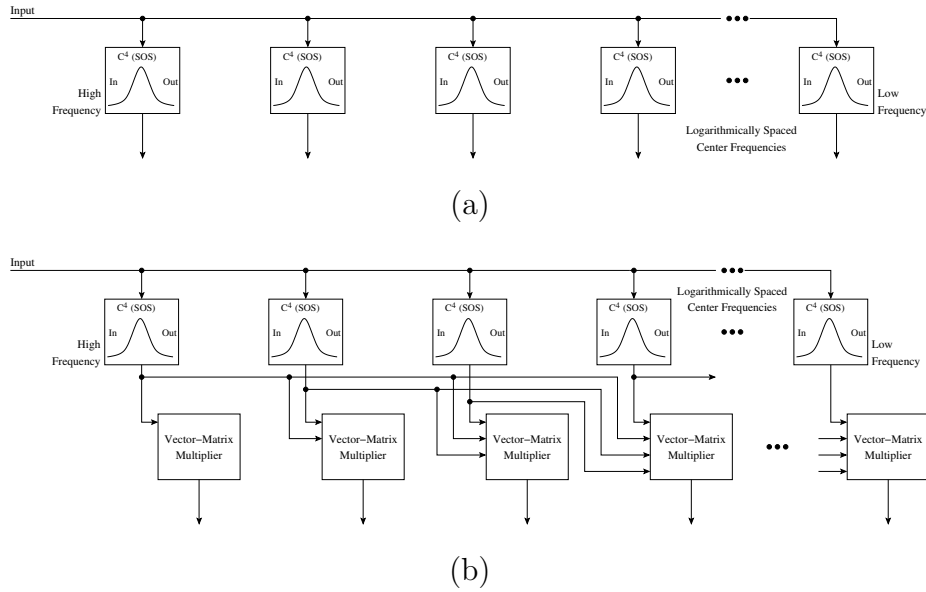 Input
C⁴ (SOS)
In Out
High
Frequency
C⁴ (SOS)
In Out
C⁴ (SOS)
In Out
C⁴ (SOS)
In Out
C⁴ (SOS)
In Out
Low
Frequency
Logarithmically Spaced
Center Frequencies
(a)
Input
Logarithmically Spaced
Center Frequencies
C⁴ (SOS)
In Out
High
Frequency
C⁴ (SOS)
In Out
C⁴ (SOS)
In Out
C⁴ (SOS)
In Out
C⁴ (SOS)
In Out
Low
Frequency
Vector−Matrix
Multiplier
Vector−Matrix
Multiplier
Vector−Matrix
Multiplier
Vector−Matrix
Multiplier
Vector−Matrix
Multiplier
(b)